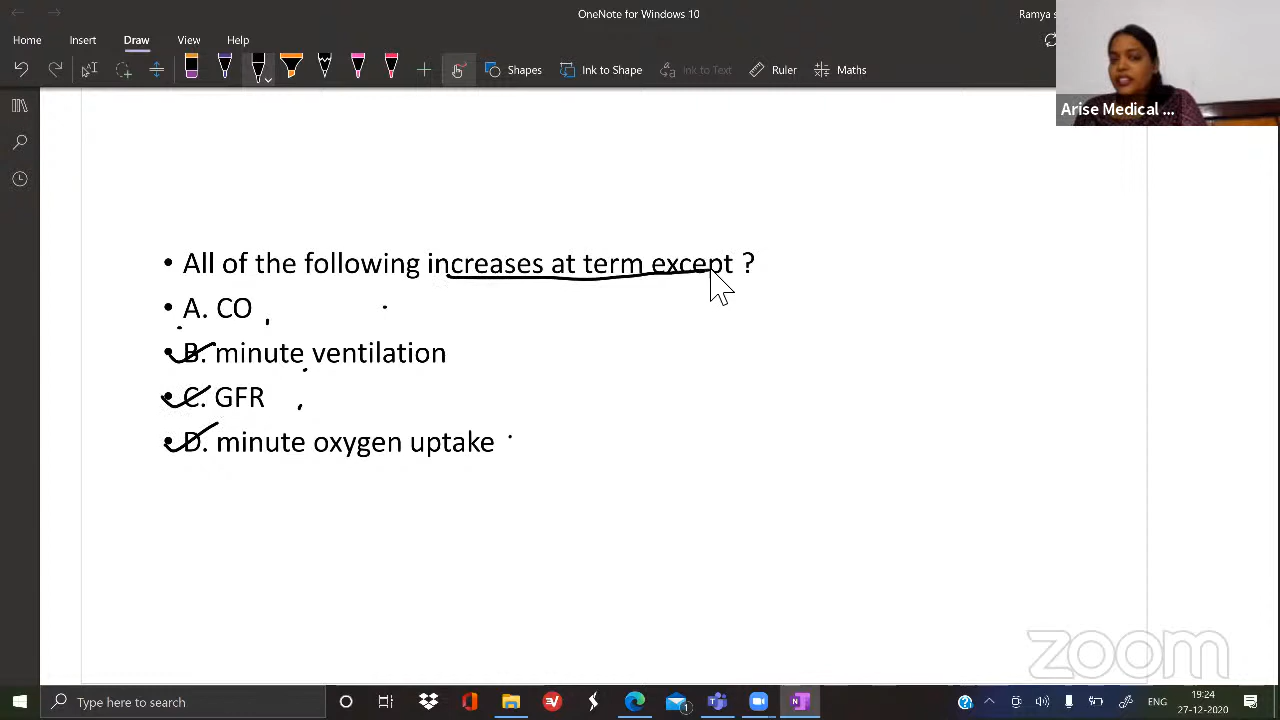 OneNote for Windows 10
Ramya s
Home Insert Draw View Help
Shapes Ink to Shape Ink to Text Ruler Maths
Arise Medical ...
• All of the following increases at term except ?
• A. CO
• B. minute ventilation
• C. GFR
• D. minute oxygen uptake
zoom
Type here to search
1
ENG
19:24
27-12-2020